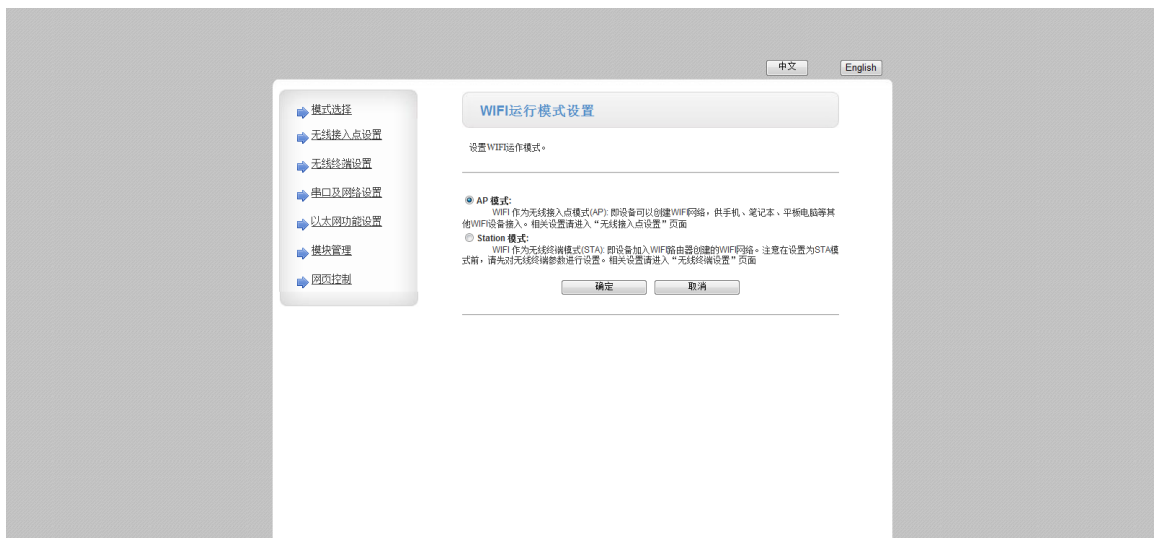 中文 English
模式选择
无线接入点设置
无线终端设置
串口及网络设置
以太网功能设置
模块管理
网页控制
WIFI运行模式设置
设置WIFI运作模式。
AP 模式:
WIFI 作为无线接入点模式(AP): 即设备可以创建WIFI网络，供手机、笔记本、平板电脑等其
他WIFI设备接入。相关设置请进入“无线接入点设置”页面
Station 模式:
WIFI 作为无线终端模式(STA): 即设备加入WIFI路由器创建的WIFI网络。注意在设置为STA模
式前，请先对无线终端参数进行设置。相关设置请进入“无线终端设置”页面
确定 取消